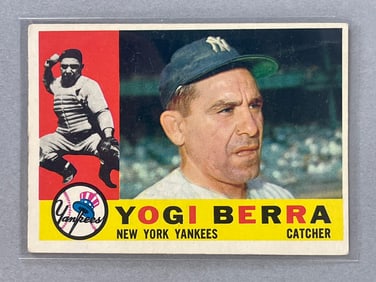 NY
Yankees
YOGI BERRA
NEW YORK YANKEES CATCHER